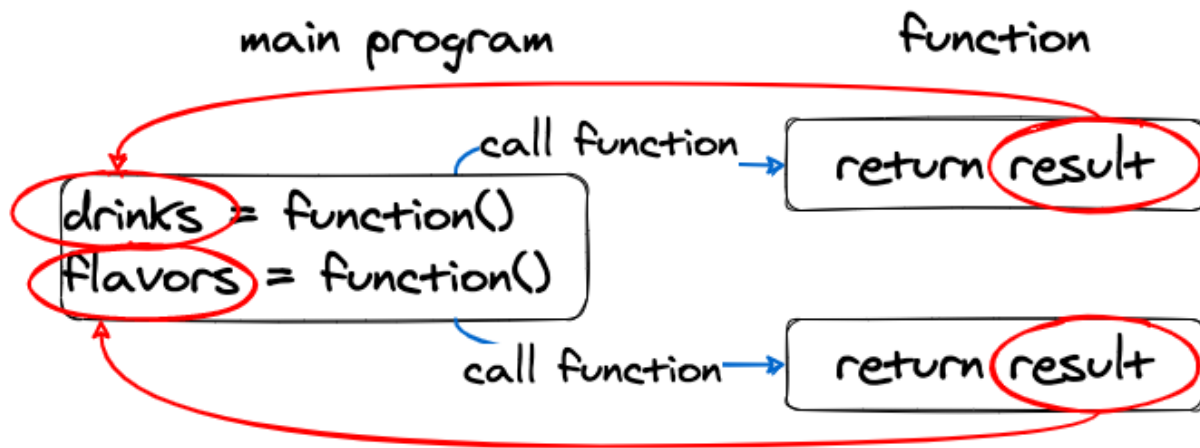 main program
function
call function
return result
drinks = function()
flavors = function()
call function
return result